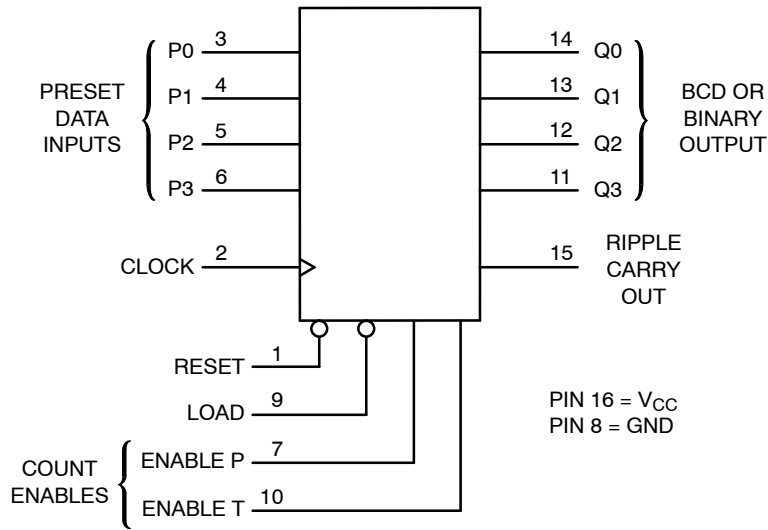 PRESET
DATA
INPUTS
P0 3
P1 4
P2 5
P3 6
CLOCK 2
14 Q0
13 Q1
12 Q2
11 Q3
BCD OR
BINARY
OUTPUT
15
RIPPLE
CARRY
OUT
RESET 1
LOAD 9
COUNT
ENABLES
ENABLE P 7
ENABLE T 10
PIN 16 = VCC
PIN 8 = GND